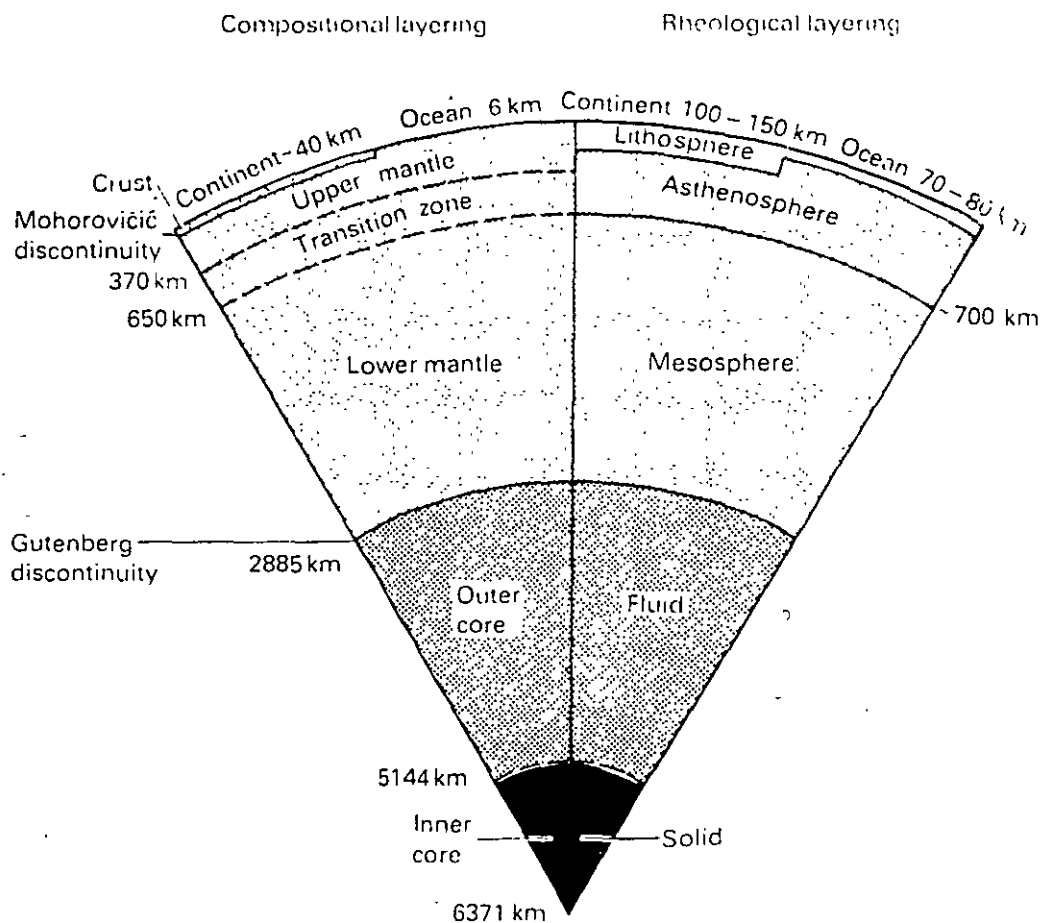 Compositional layering
Rheological layering
Continent ~40 km
Ocean 6 km
Continent 100 – 150 km
Ocean 70 – 80 km
Crust
Mohorovičić
discontinuity
Upper mantle
Transition zone
Lithosphere
Asthenosphere
370 km
650 km
~700 km
Lower mantle
Mesosphere
Gutenberg
discontinuity
2885 km
Outer
core
Fluid
5144 km
Inner
core
Solid
6371 km